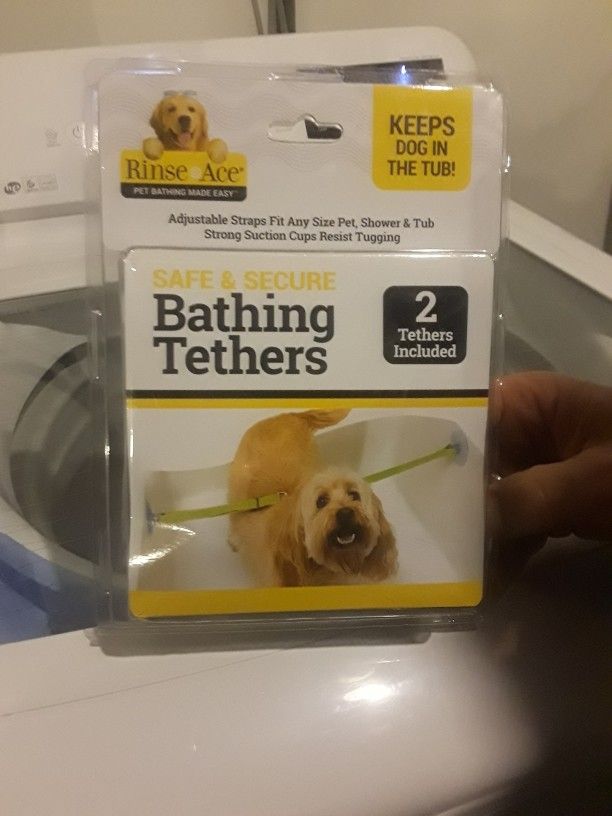 KEEPS
DOG IN
THE TUB!
Rinse Ace®
PET BATHING MADE EASY™
Adjustable Straps Fit Any Size Pet, Shower & Tub
Strong Suction Cups Resist Tugging
SAFE & SECURE
Bathing
Tethers
2
Tethers
Included